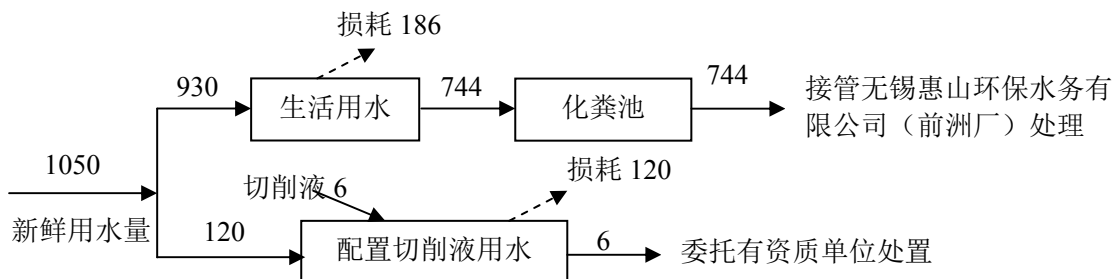 损耗 186
930
生活用水
744
化粪池
744
接管无锡惠山环保水务有
限公司（前洲厂）处理
1050
新鲜用水量
切削液 6
损耗 120
120
配置切削液用水
6
委托有资质单位处置